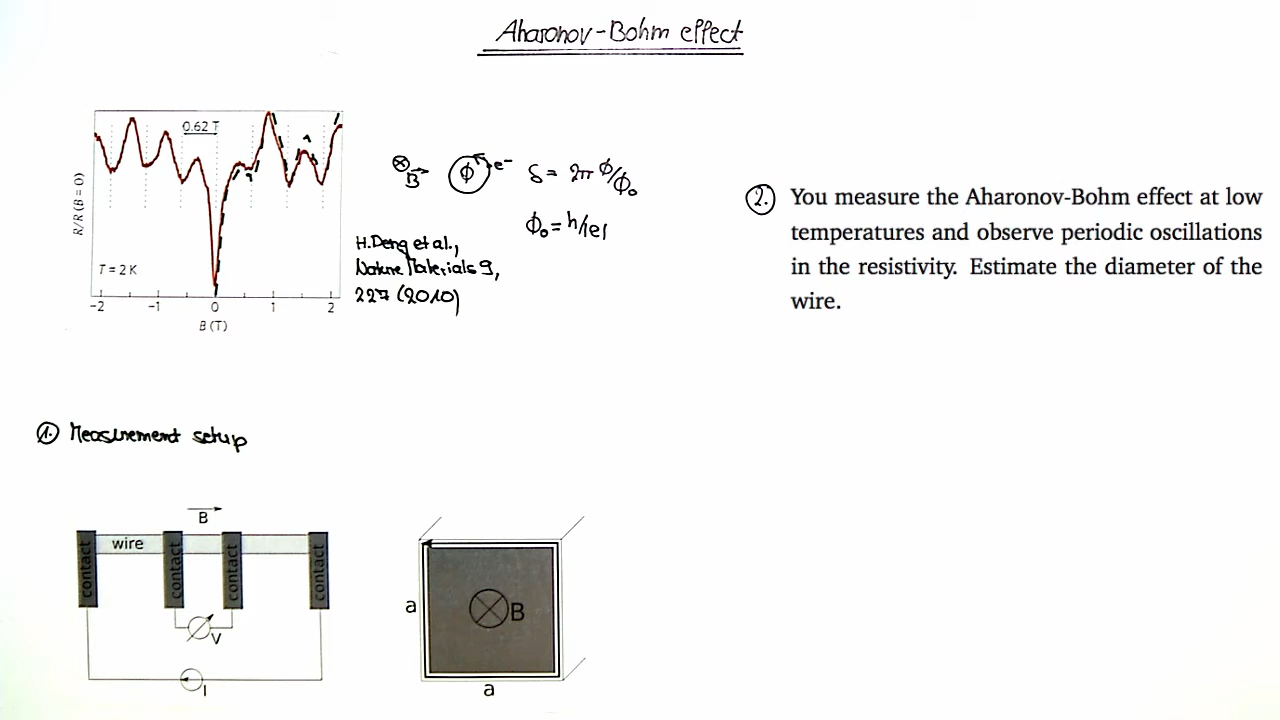 Aharonov-Bohm effect
0.62 T
R/R (B = 0)
T = 2 K
-2 -1 0 1 2
B (T)
B
Φ e⁻ δ = 2π Φ/Φ₀
Φ₀ = h/|e|
H. Deng et al.,
Nature Materials 9,
227 (2010)
2. You measure the Aharonov-Bohm effect at low
temperatures and observe periodic oscillations
in the resistivity. Estimate the diameter of the
wire.
1. Measurement setup
B
wire
contact contact contact contact
V
I
a B
a